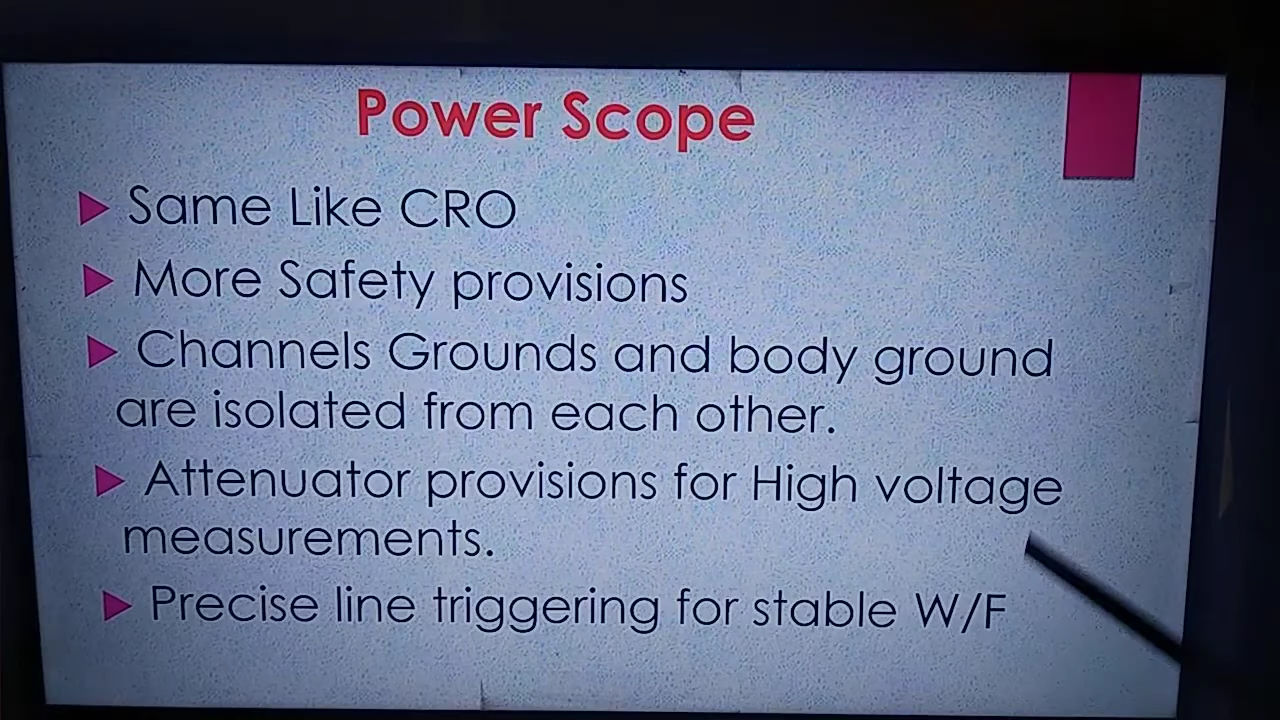 Power Scope
Same Like CRO
More Safety provisions
Channels Grounds and body ground
are isolated from each other.
Attenuator provisions for High voltage
measurements.
Precise line triggering for stable W/F